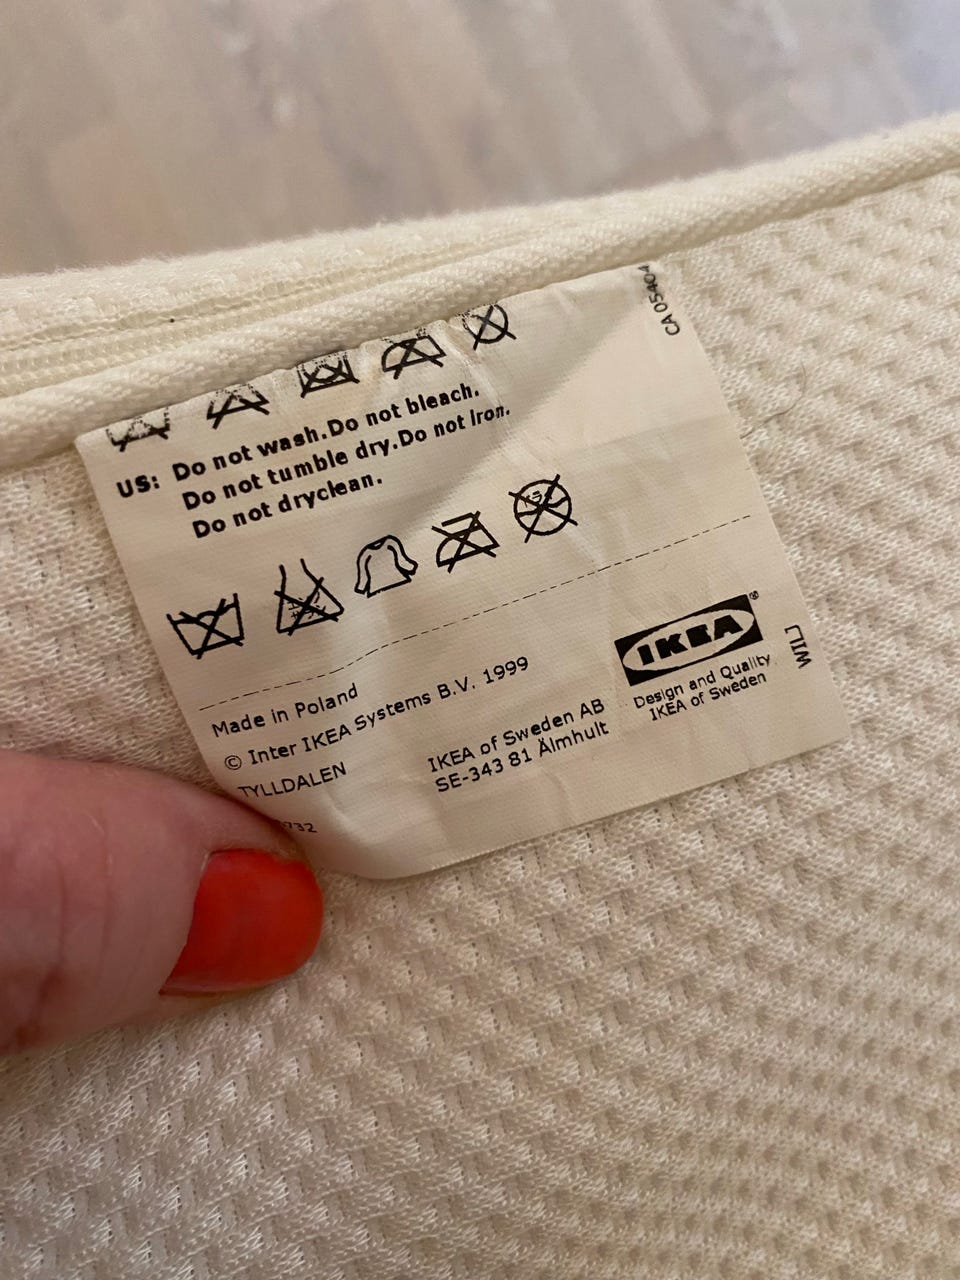 CA 05404
US: Do not wash.Do not bleach.
Do not tumble dry.Do not iron.
Do not dryclean.
Made in Poland
© Inter IKEA Systems B.V. 1999
TYLLDALEN
732
IKEA of Sweden AB
SE-343 81 Älmhult
IKEA®
Design and Quality
IKEA of Sweden